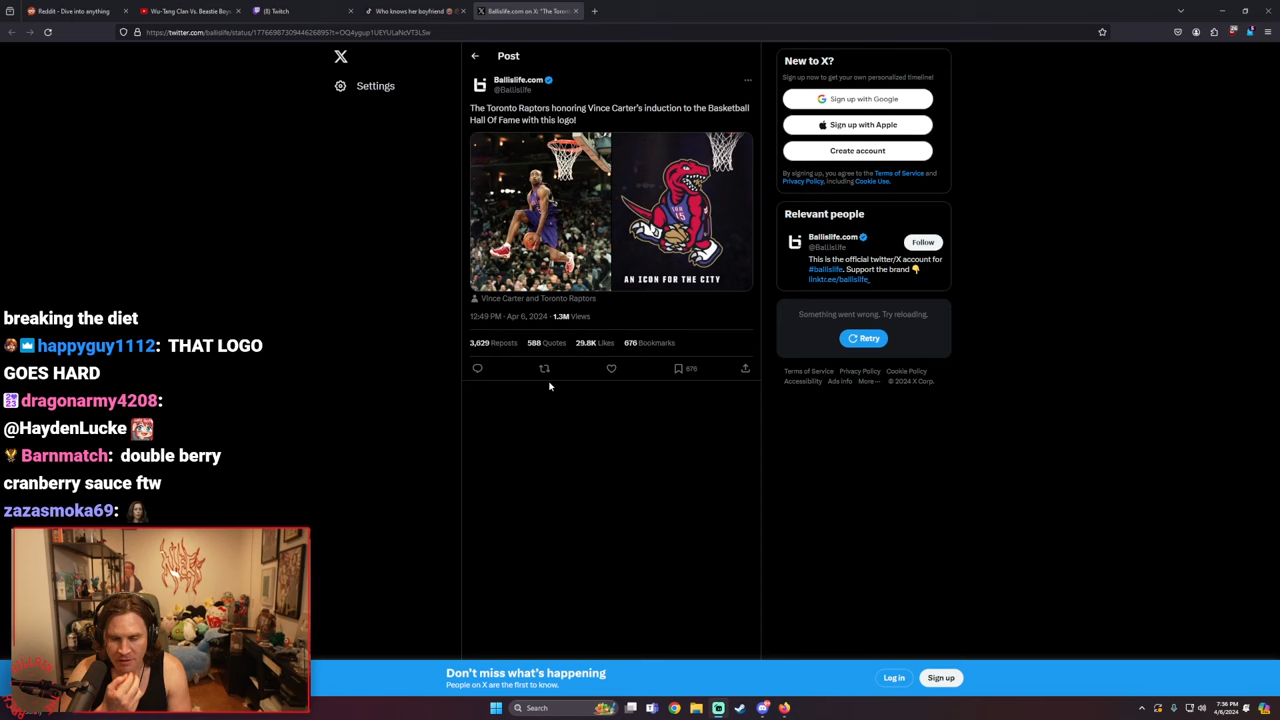 Reddit - Dive into anything
Wu-Tang Clan Vs. Beastie Boys
(1) Twitch
Who knows her boyfriend
Ballislife.com on X: "The Toront
Post
Settings
Ballislife.com
@Ballislife
The Toronto Raptors honoring Vince Carter's induction to the Basketball
Hall Of Fame with this logo!
TOR
15
AN ICON FOR THE CITY
Vince Carter and Toronto Raptors
12:49 PM · Apr 6, 2024 · 1.3M Views
3,629 Reposts 588 Quotes 29.8K Likes 676 Bookmarks
676
New to X?
Sign up now to get your own personalized timeline!
Sign up with Google
Sign up with Apple
Create account
By signing up, you agree to the Terms of Service and
Privacy Policy, including Cookie Use.
Relevant people
Ballislife.com
@Ballislife
Follow
This is the official twitter/X account for
#ballislife. Support the brand
linktr.ee/ballislife_
Something went wrong. Try reloading.
Retry
Terms of Service Privacy Policy Cookie Policy
Accessibility Ads info More ··· © 2024 X Corp.
breaking the diet
happyguy1112: THAT LOGO
GOES HARD
dragonarmy4208:
@HaydenLucke
Barnmatch: double berry
cranberry sauce ftw
zazasmoka69:
Don't miss what's happening
People on X are the first to know.
Log in
Sign up
Search
7:36 PM
4/6/2024